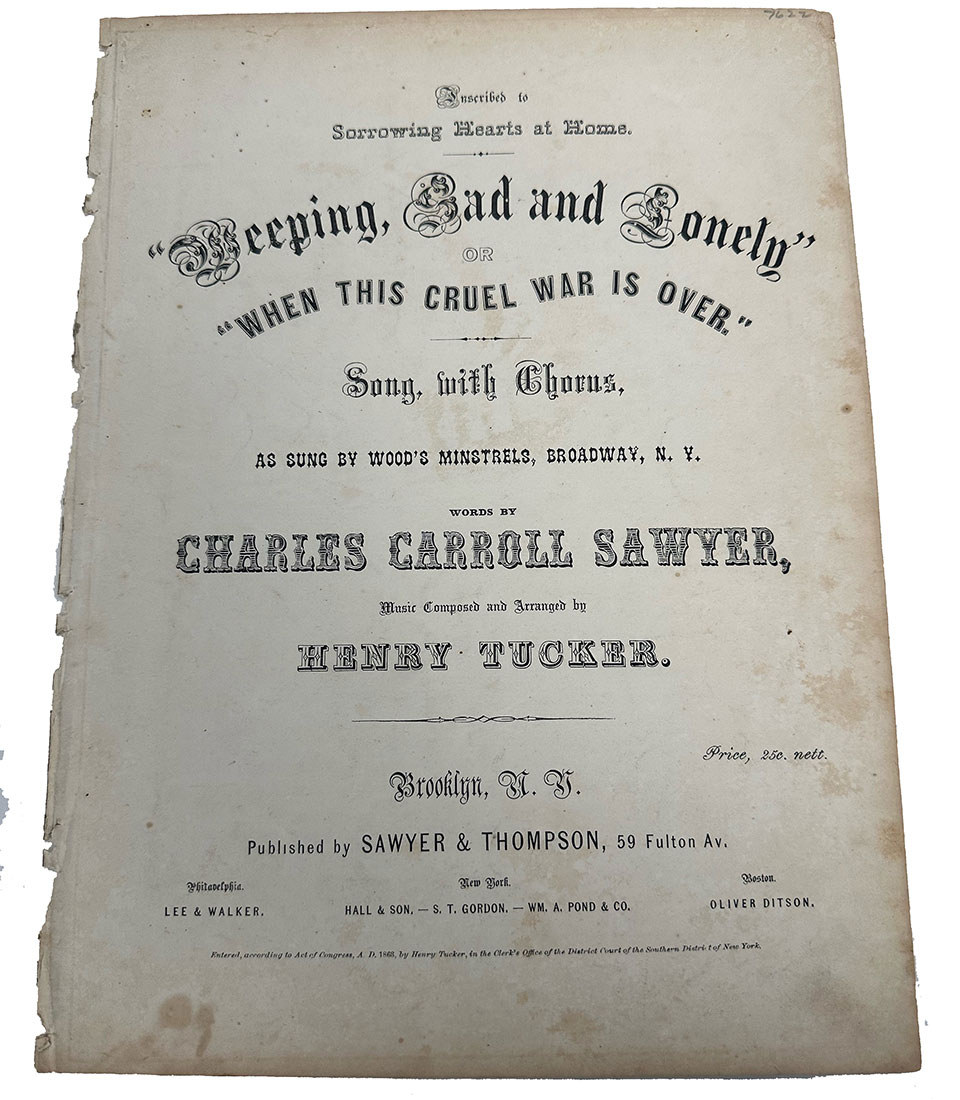 7622
Inscribed to
Sorrowing Hearts at Home.
“Weeping, Sad and Lonely”
OR
“WHEN THIS CRUEL WAR IS OVER.”
Song, with Chorus,
AS SUNG BY WOOD'S MINSTRELS, BROADWAY, N. Y.
WORDS BY
CHARLES CARROLL SAWYER,
Music Composed and Arranged by
HENRY TUCKER.
Price, 25c. nett.
Brooklyn, N. Y.
Published by SAWYER & THOMPSON, 59 Fulton Av.
Philadelphia. New York. Boston.
LEE & WALKER. HALL & SON. — S. T. GORDON. — WM. A. POND & CO. OLIVER DITSON.
Entered, according to Act of Congress, A. D. 1863, by Henry Tucker, in the Clerk's Office of the District Court of the Southern District of New York.